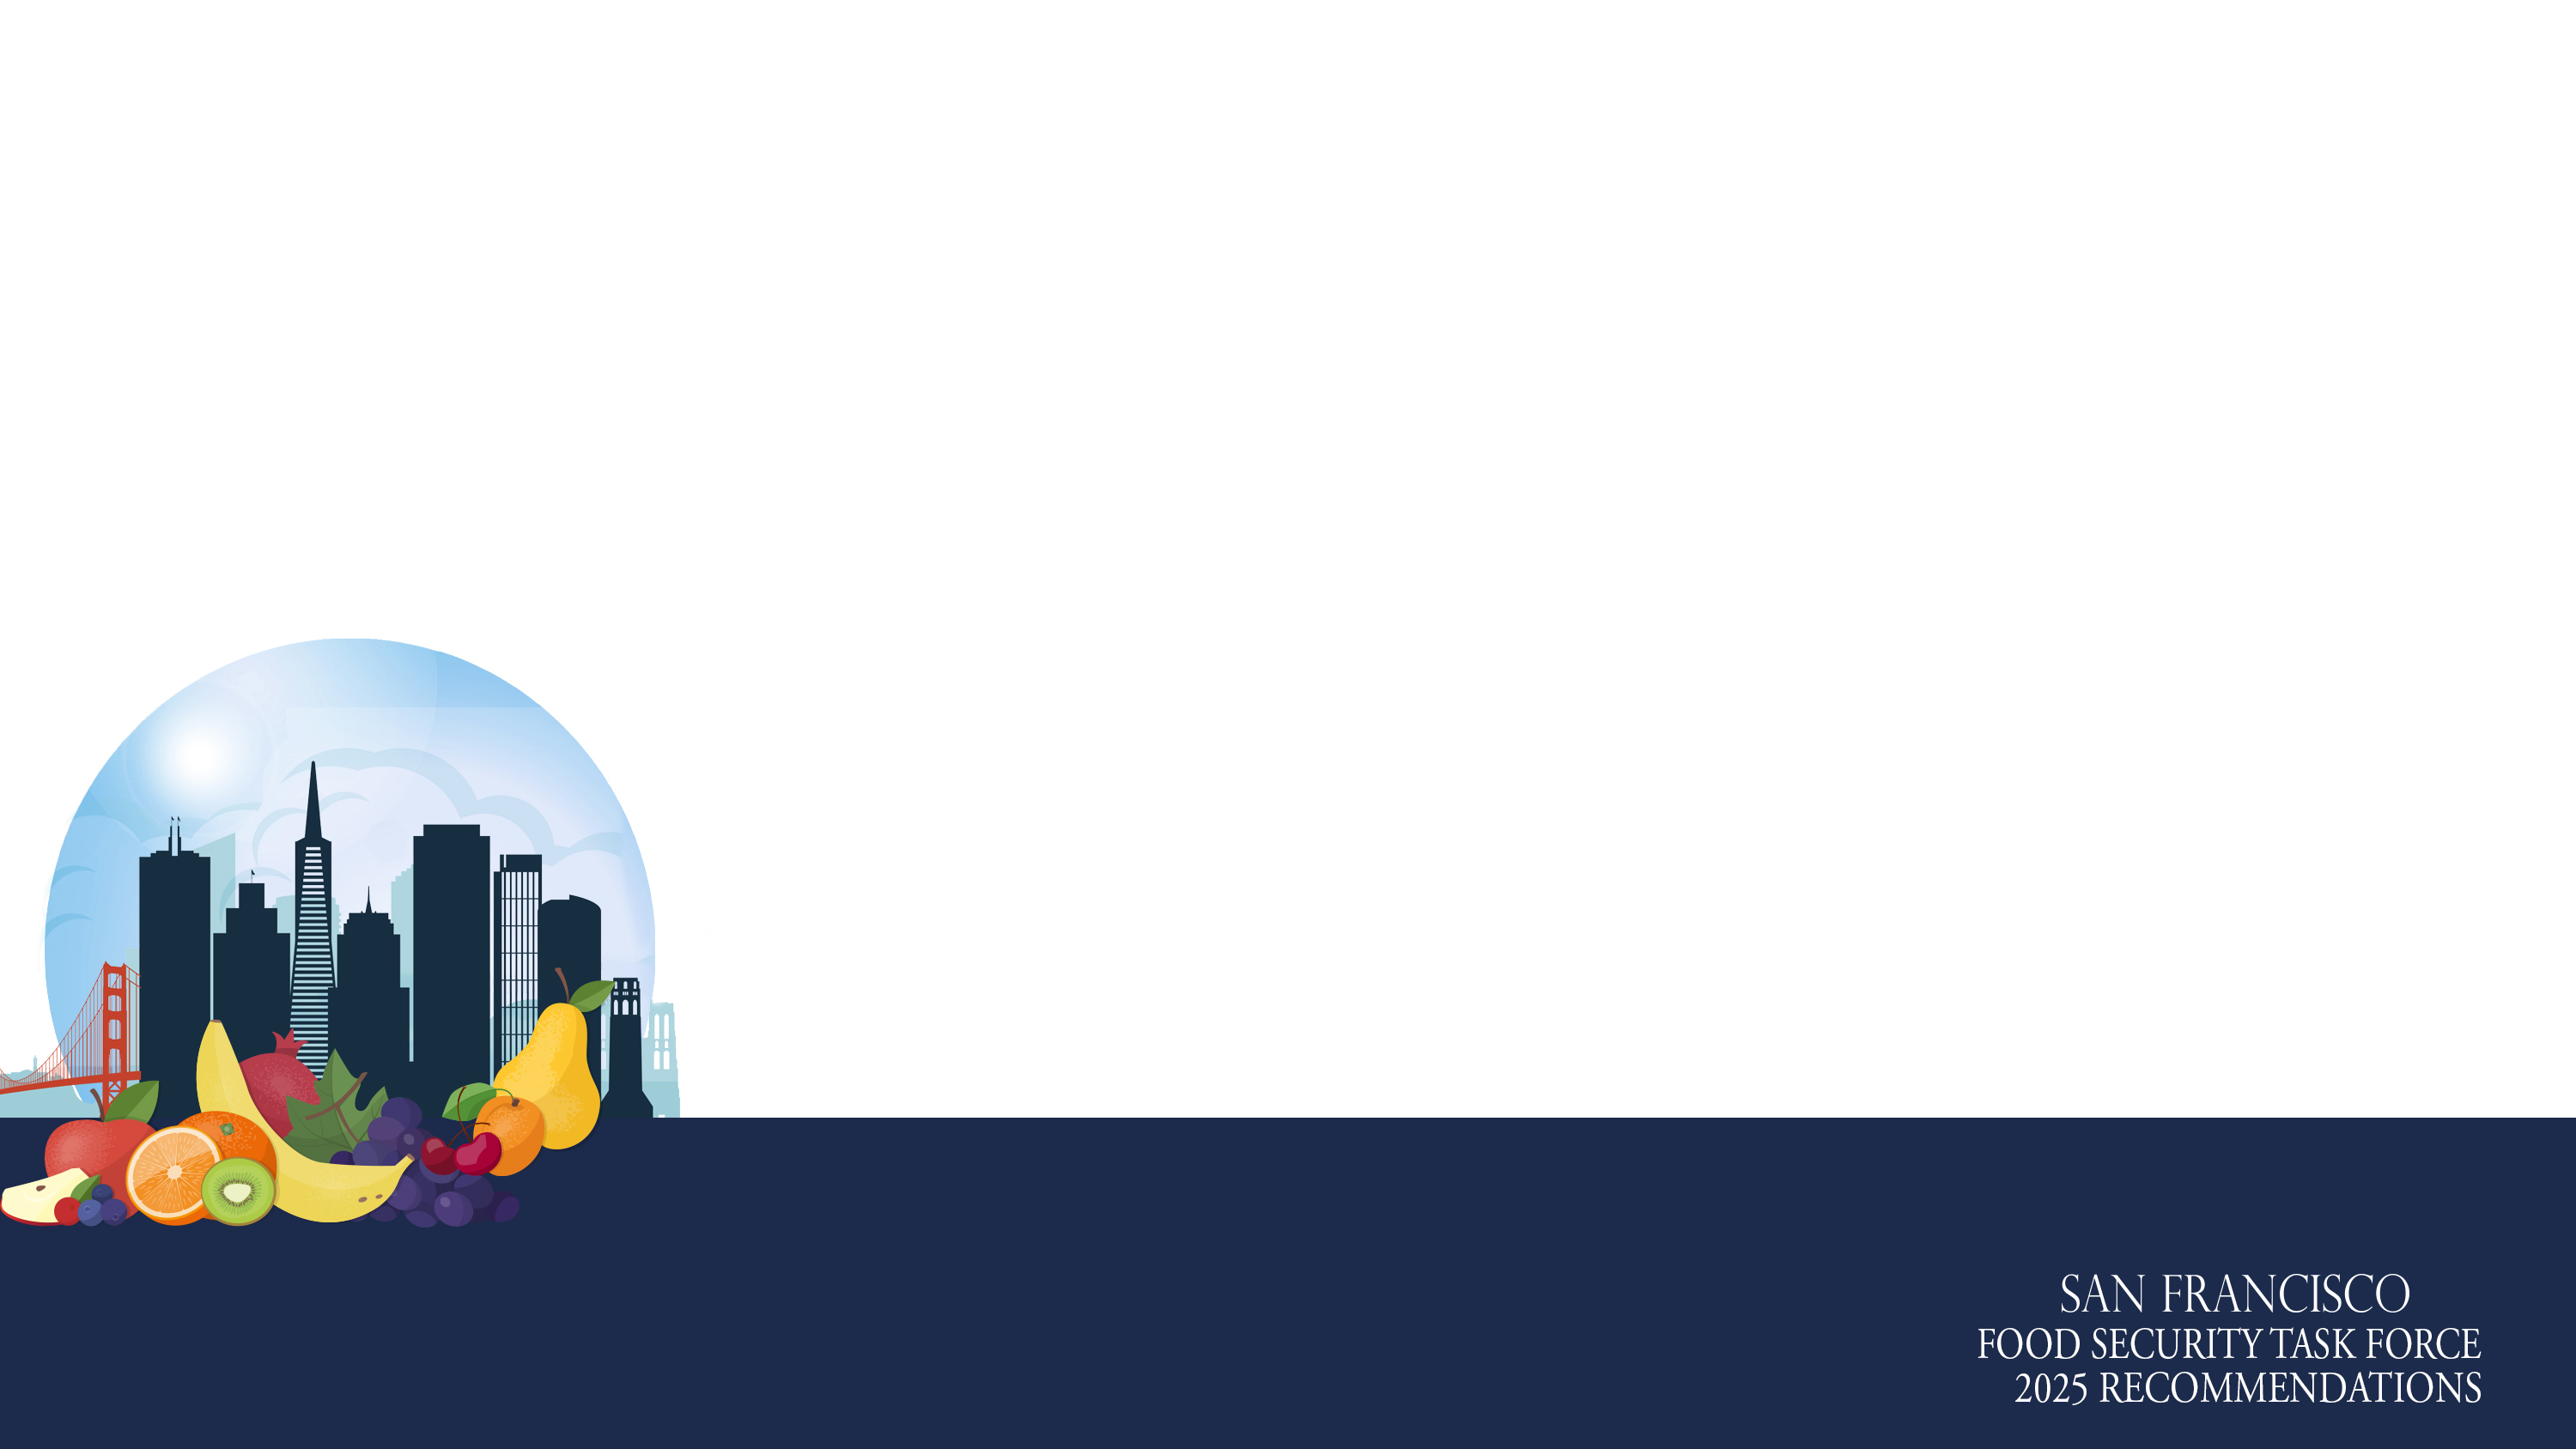 SAN FRANCISCO
FOOD SECURITY TASK FORCE
2025 RECOMMENDATIONS